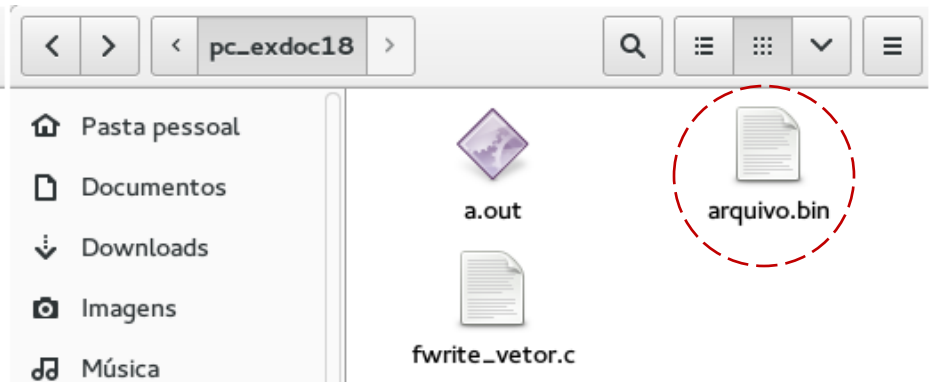 pc_exdoc18
Pasta pessoal
Documentos
Downloads
Imagens
Música
a.out
arquivo.bin
fwrite_vetor.c